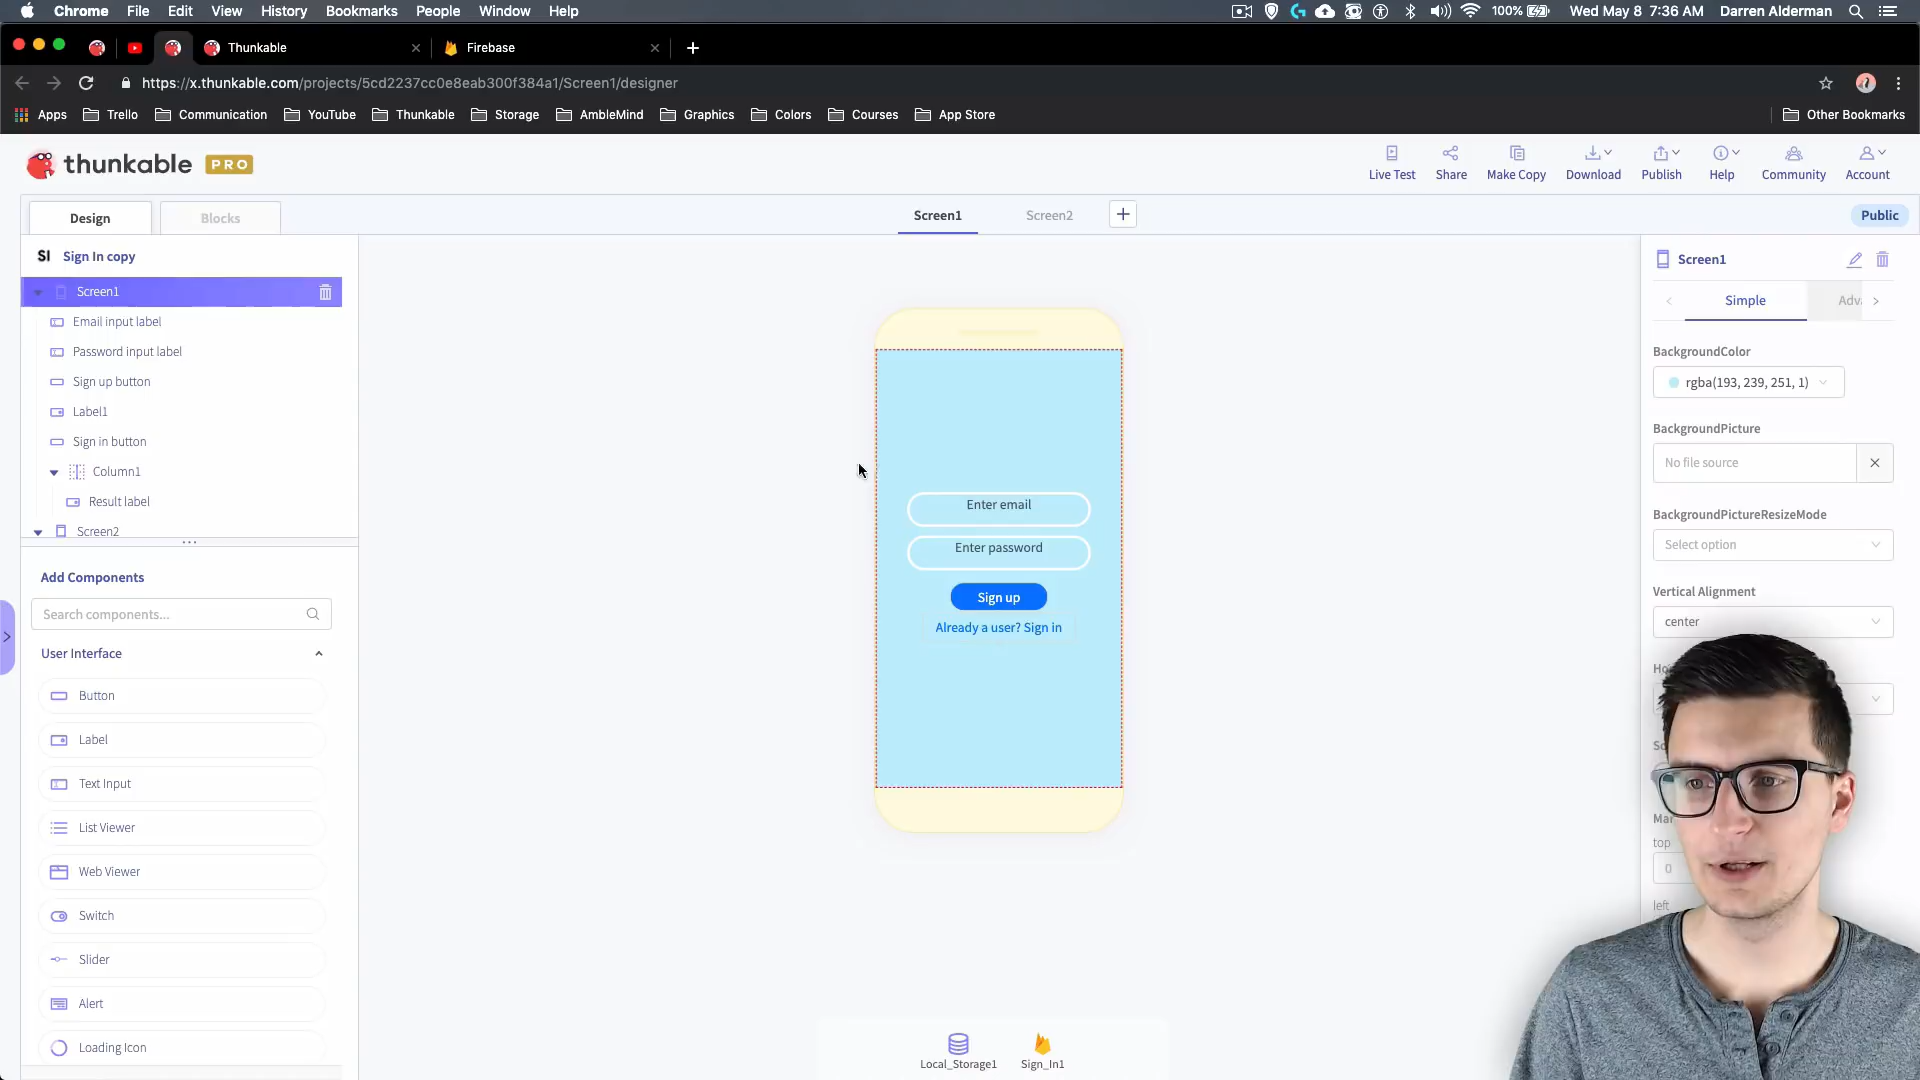 Chrome File Edit View History Bookmarks People Window Help 100% Wed May 8 7:36 AM Darren Alderman
Thunkable Firebase
https://x.thunkable.com/projects/5cd2237cc0e8eab300f384a1/Screen1/designer
Apps Trello Communication YouTube Thunkable Storage AmbleMind Graphics Colors Courses App Store Other Bookmarks
thunkable PRO
Live Test Share Make Copy Download Publish Help Community Account
Design Blocks Screen1 Screen2 Public
SI Sign In copy
Screen1
Email input label
Password input label
Sign up button
Label1
Sign in button
Column1
Result label
Screen2
Add Components
Search components...
User Interface
Button
Label
Text Input
List Viewer
Web Viewer
Switch
Slider
Alert
Loading Icon
Enter email
Enter password
Sign up
Already a user? Sign in
Local_Storage1 Sign_In1
Screen1
Simple Adv
BackgroundColor
rgba(193, 239, 251, 1)
BackgroundPicture
No file source
BackgroundPictureResizeMode
Select option
Vertical Alignment
center
top
0
left